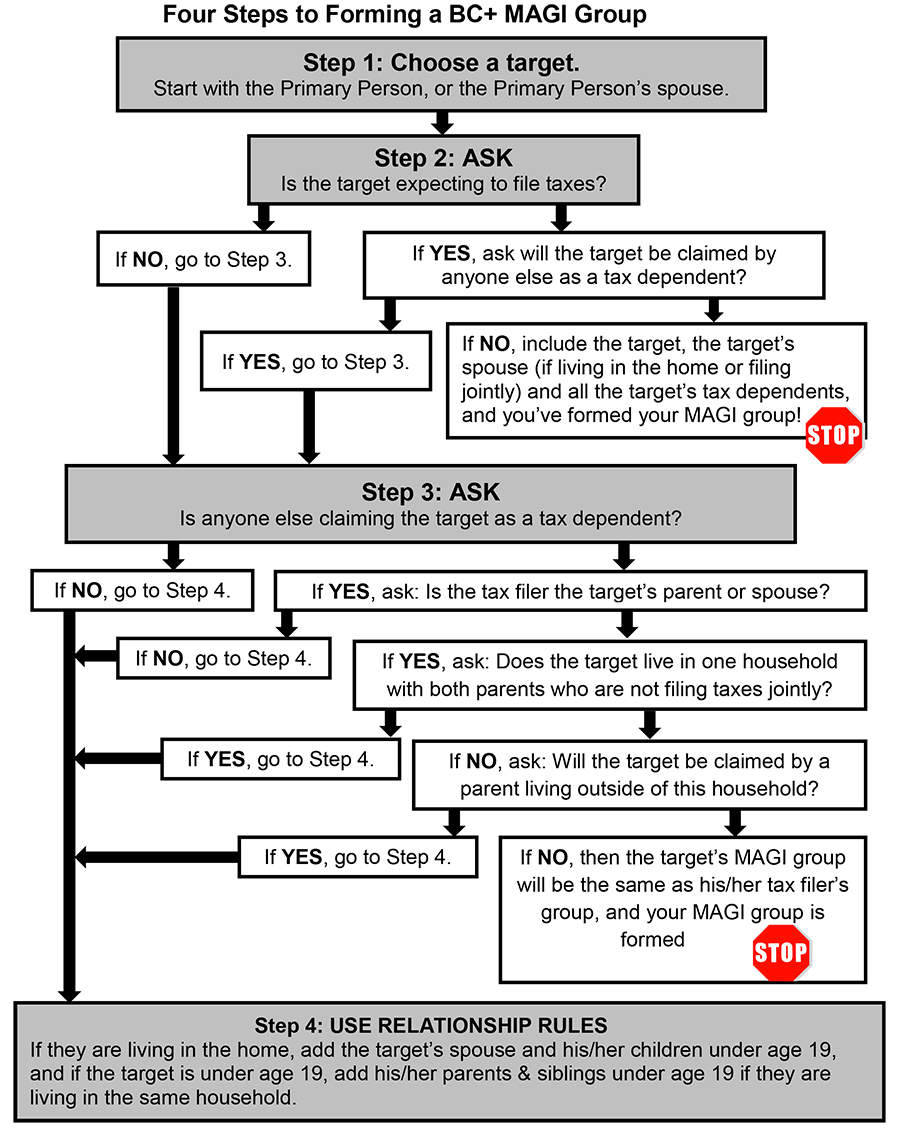 Four Steps to Forming a BC+ MAGI Group
Step 1: Choose a target.
Start with the Primary Person, or the Primary Person's spouse.
Step 2: ASK
Is the target expecting to file taxes?
If NO, go to Step 3.
If YES, ask will the target be claimed by
anyone else as a tax dependent?
If YES, go to Step 3.
If NO, include the target, the target's
spouse (if living in the home or filing
jointly) and all the target's tax dependents,
and you've formed your MAGI group!
STOP
Step 3: ASK
Is anyone else claiming the target as a tax dependent?
If NO, go to Step 4.
If YES, ask: Is the tax filer the target's parent or spouse?
If NO, go to Step 4.
If YES, ask: Does the target live in one household
with both parents who are not filing taxes jointly?
If YES, go to Step 4.
If NO, ask: Will the target be claimed by a
parent living outside of this household?
If YES, go to Step 4.
If NO, then the target's MAGI group
will be the same as his/her tax filer's
group, and your MAGI group is
formed
STOP
Step 4: USE RELATIONSHIP RULES
If they are living in the home, add the target's spouse and his/her children under age 19,
and if the target is under age 19, add his/her parents & siblings under age 19 if they are
living in the same household.